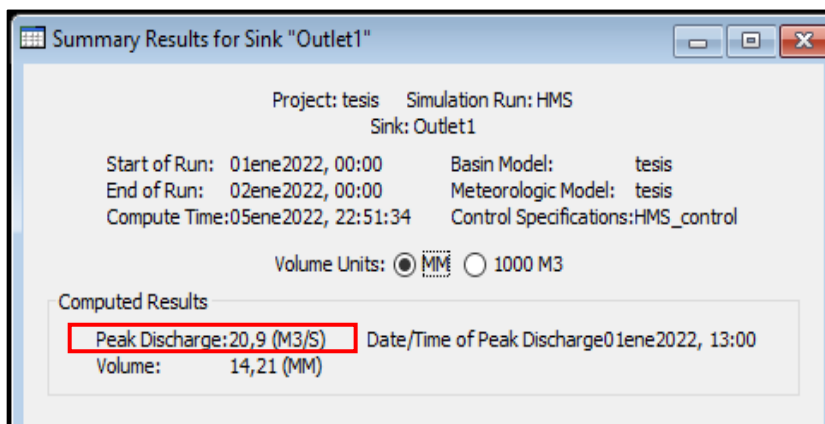 Summary Results for Sink "Outlet1"
Project: tesis Simulation Run: HMS
Sink: Outlet1
Start of Run: 01ene2022, 00:00 Basin Model: tesis
End of Run: 02ene2022, 00:00 Meteorologic Model: tesis
Compute Time:05ene2022, 22:51:34 Control Specifications:HMS_control
Volume Units: MM 1000 M3
Computed Results
Peak Discharge:20,9 (M3/S) Date/Time of Peak Discharge01ene2022, 13:00
Volume: 14,21 (MM)